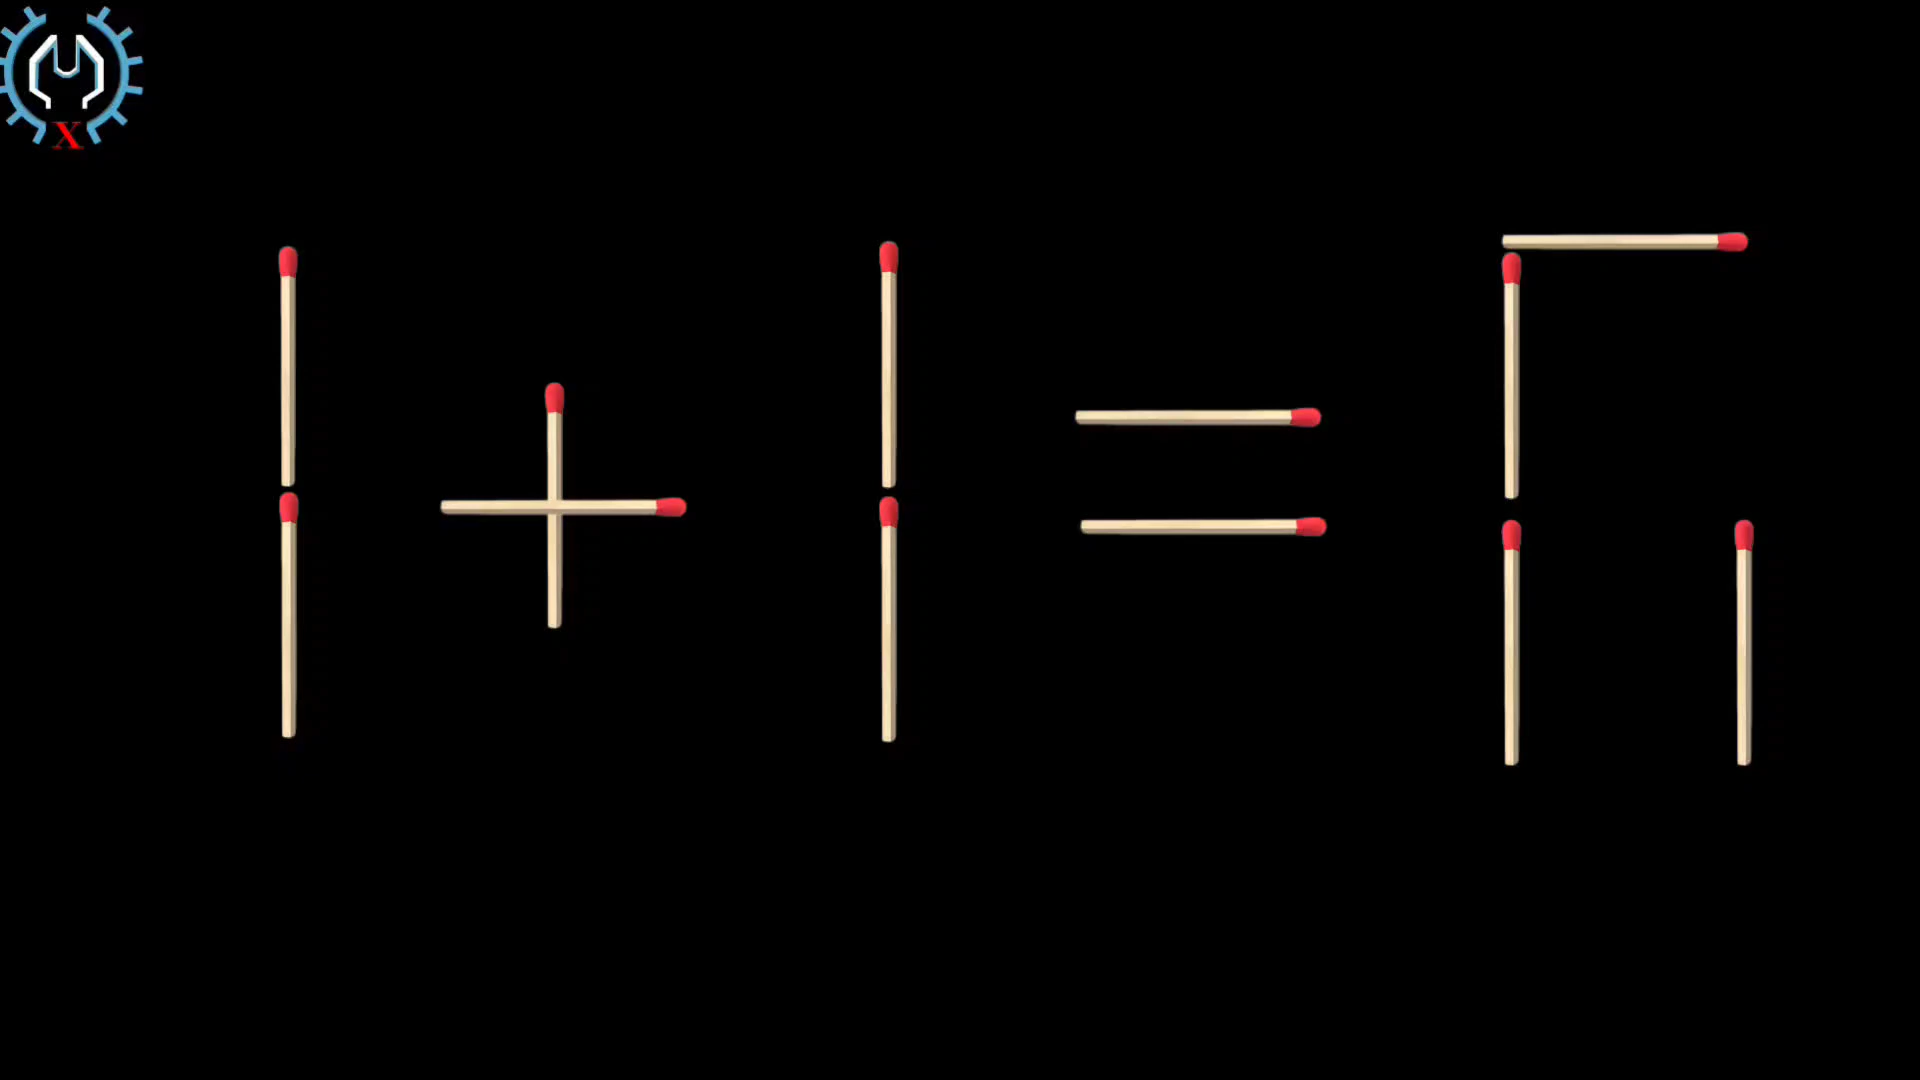 X
1 + 1 =